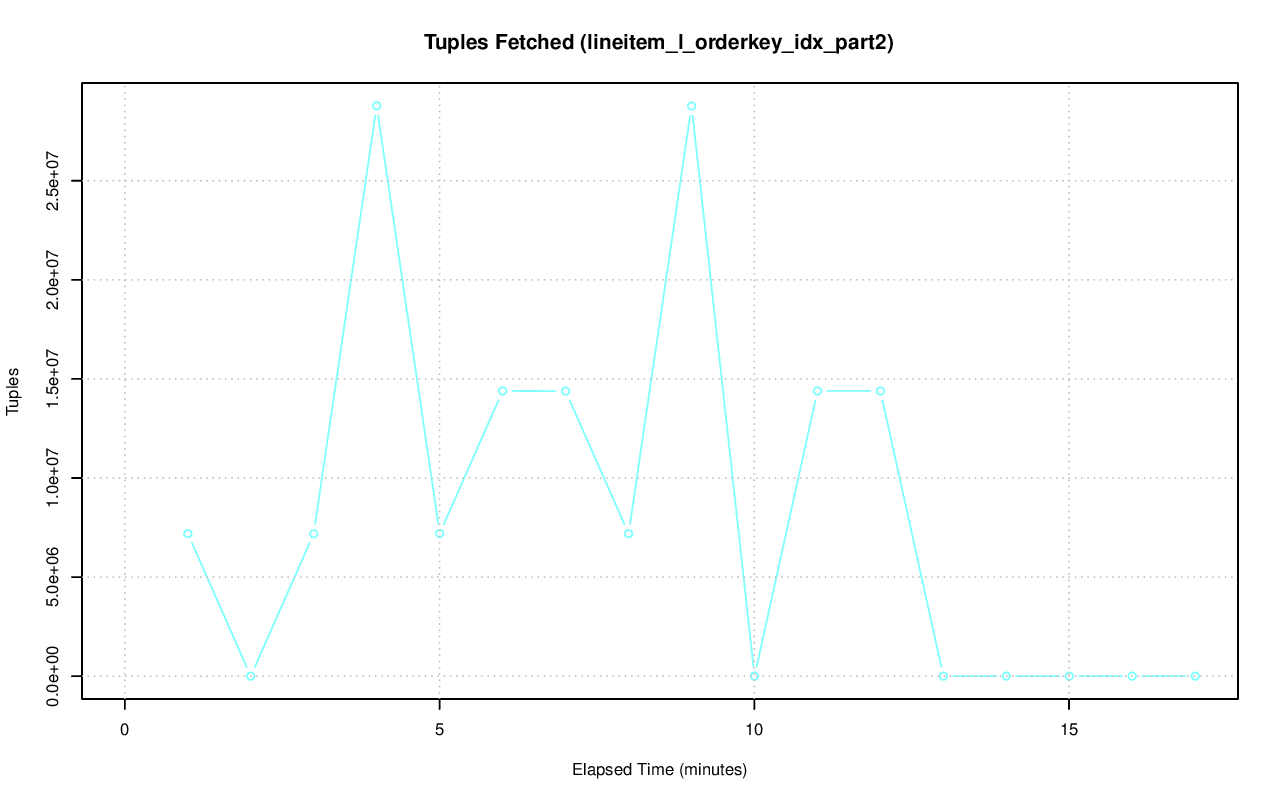 Tuples Fetched (lineitem_l_orderkey_idx_part2)
Tuples
2.5e+07
2.0e+07
1.5e+07
1.0e+07
5.0e+06
0.0e+00
0 5 10 15
Elapsed Time (minutes)